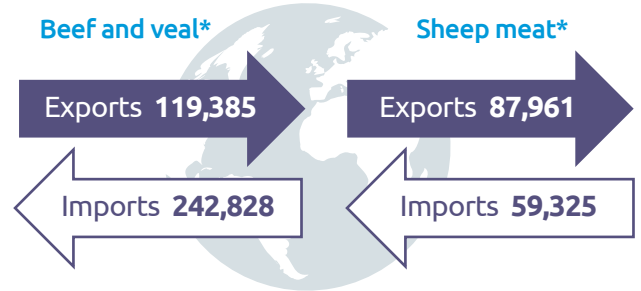 Beef and veal*
Exports 119,385
Imports 242,828
Sheep meat*
Exports 87,961
Imports 59,325